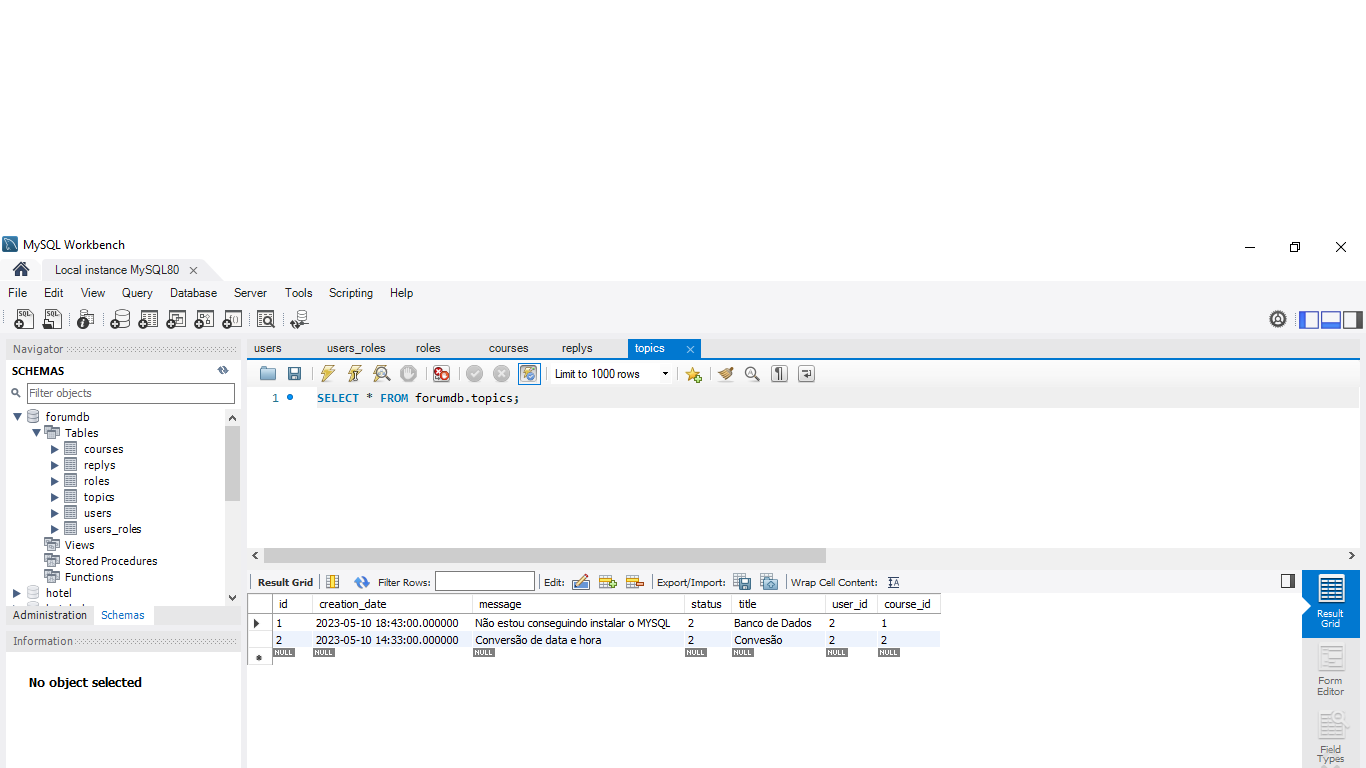 MySQL Workbench
Local instance MySQL80
File Edit View Query Database Server Tools Scripting Help
Navigator
SCHEMAS
Filter objects
forumdb
Tables
courses
replys
roles
topics
users
users_roles
Views
Stored Procedures
Functions
hotel
Administration Schemas
Information
No object selected
users users_roles roles courses replys topics
Limit to 1000 rows
1 SELECT * FROM forumdb.topics;
Result Grid Filter Rows: Edit: Export/Import: Wrap Cell Content:
id creation_date message status title user_id course_id
1 2023-05-10 18:43:00.000000 Não estou conseguindo instalar o MYSQL 2 Banco de Dados 2 1
2 2023-05-10 14:33:00.000000 Conversão de data e hora 2 Convesão 2 2
NULL NULL NULL NULL NULL NULL NULL
Result
Grid
Form
Editor
Field
Types